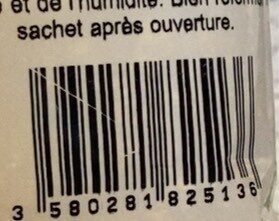 et de l'humidité. Bien
sachet après ouverture.
3 580281 825136